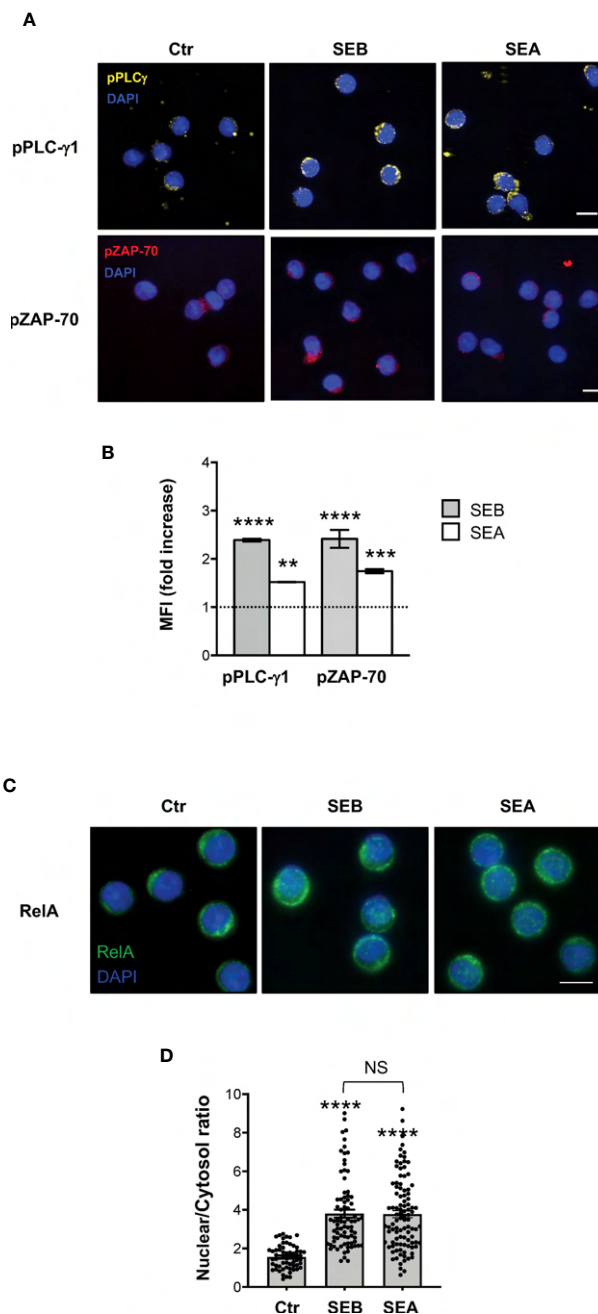 A
Ctr SEB SEA
pPLCγ
DAPI
pPLC-γ1
pZAP-70
DAPI
pZAP-70
B
4
3
2
1
0
MFI (fold increase)
**** ** **** ***
pPLC-γ1 pZAP-70
SEB
SEA
C
Ctr SEB SEA
RelA
RelA
DAPI
D
NS
10
8
6
4
2
0
Nuclear/Cytosol ratio
**** ****
Ctr SEB SEA